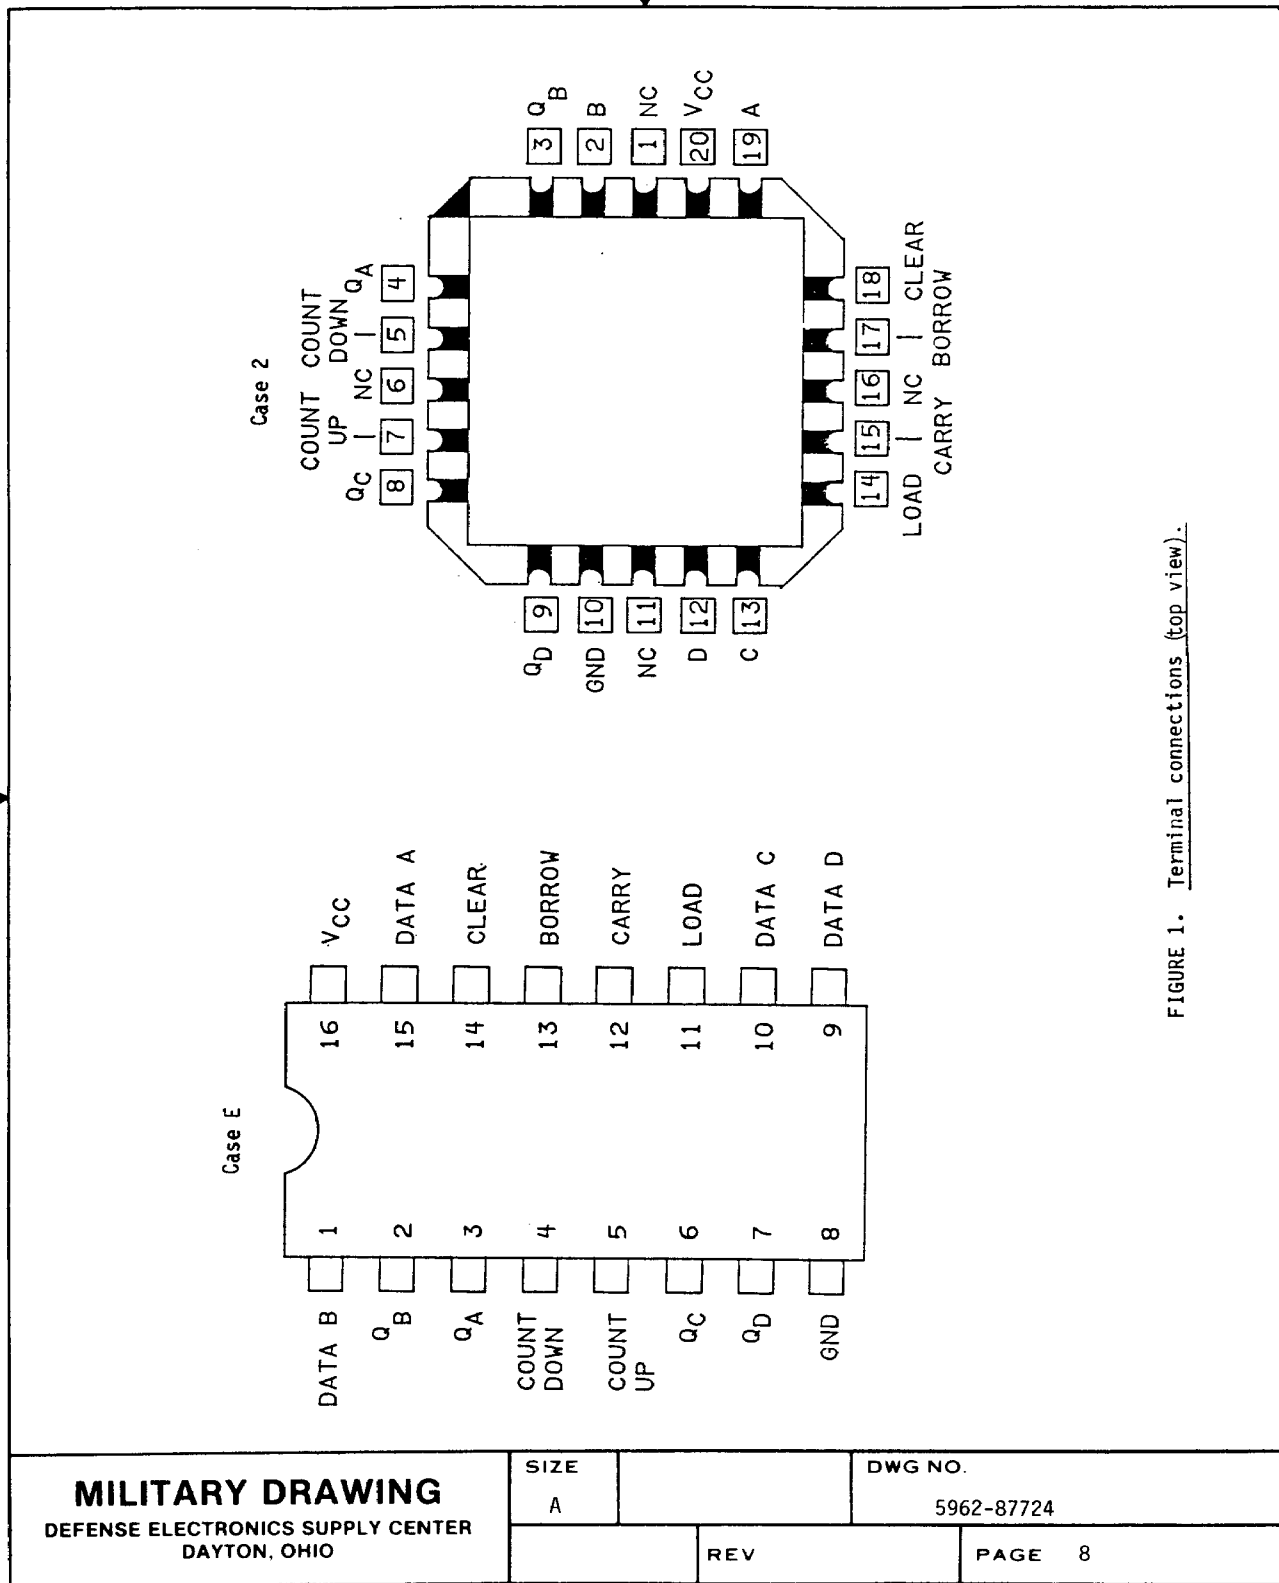 Case 2
3 Q_B
2 B
1 NC
20 V_CC
19 A
Q_A 4
COUNT DOWN 5
NC 6
COUNT UP 7
Q_C 8
18 CLEAR
17 BORROW
16 NC
15 CARRY
14 LOAD
Q_D 9
GND 10
NC 11
D 12
C 13
Case E
DATA B 1
Q_B 2
Q_A 3
COUNT DOWN 4
COUNT UP 5
Q_C 6
Q_D 7
GND 8
16 V_CC
15 DATA A
14 CLEAR
13 BORROW
12 CARRY
11 LOAD
10 DATA C
9 DATA D
FIGURE 1. Terminal connections (top view).
MILITARY DRAWING
DEFENSE ELECTRONICS SUPPLY CENTER
DAYTON, OHIO
SIZE
A
DWG NO.
5962-87724
REV
PAGE 8